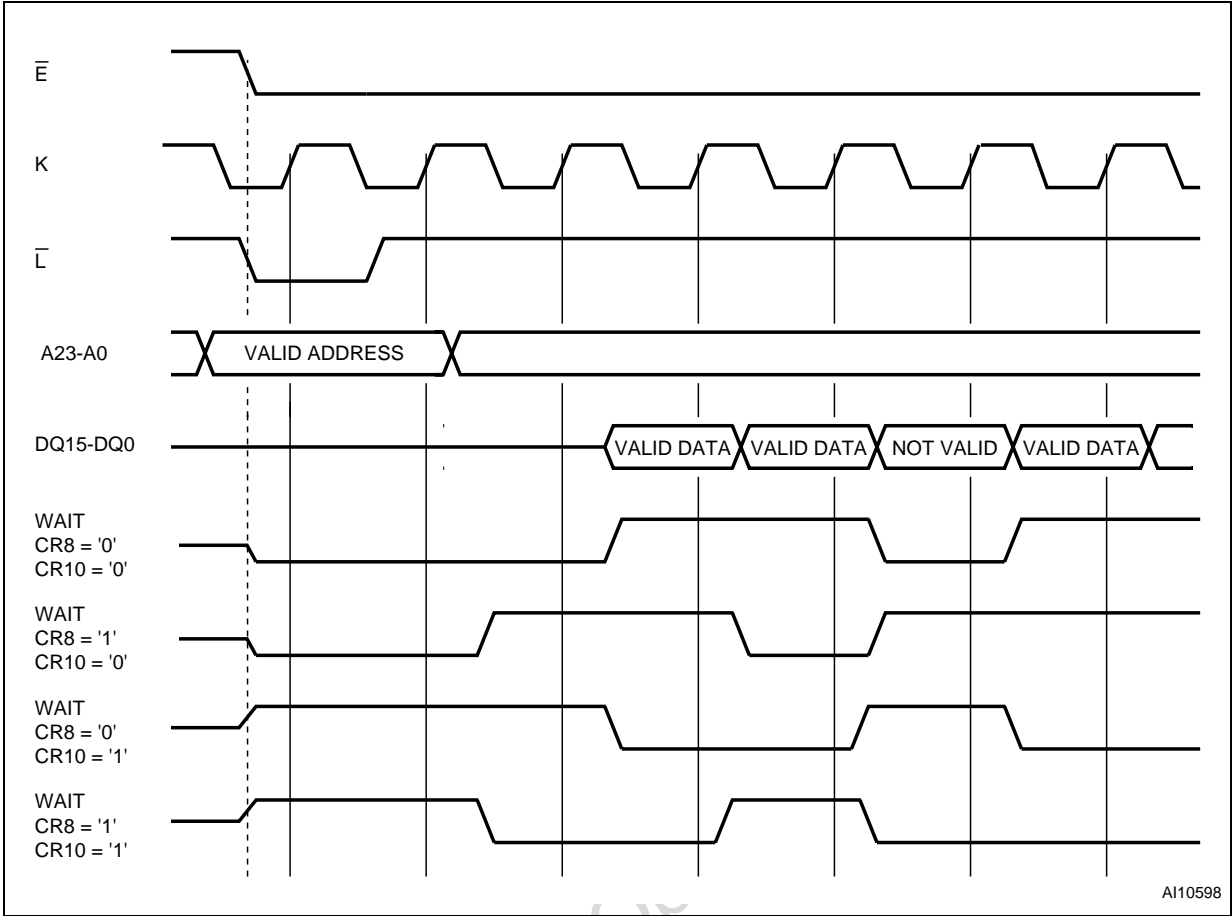 E
K
L
A23-A0
VALID ADDRESS
DQ15-DQ0
VALID DATA
VALID DATA
NOT VALID
VALID DATA
WAIT
CR8 = '0'
CR10 = '0'
WAIT
CR8 = '1'
CR10 = '0'
WAIT
CR8 = '0'
CR10 = '1'
WAIT
CR8 = '1'
CR10 = '1'
AI10598